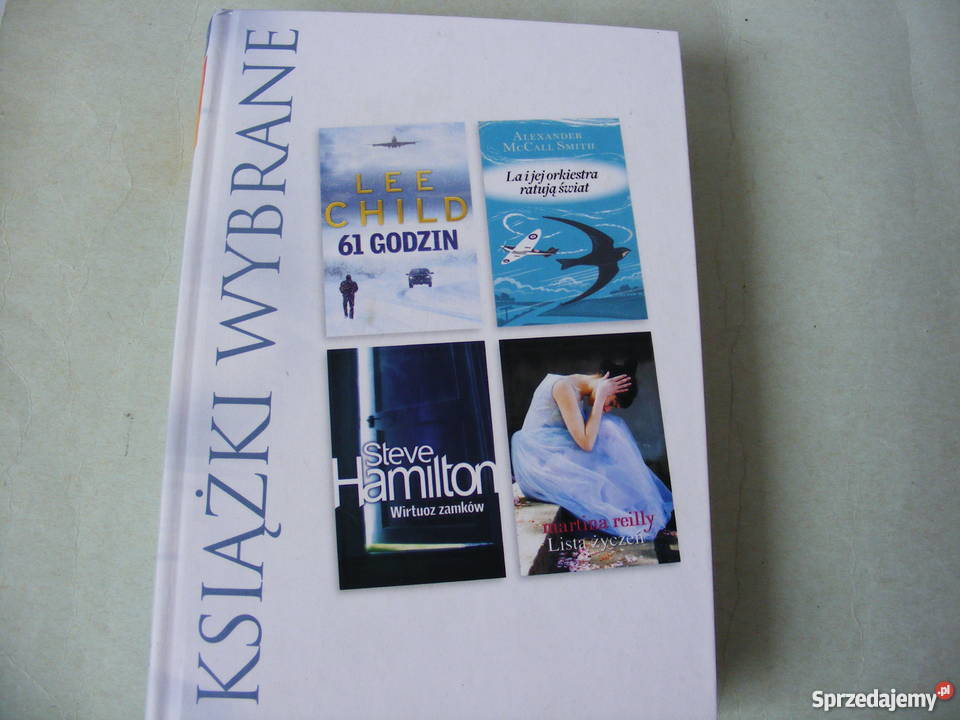 KSIĄŻKI WYBRANE
LEE
CHILD
61 GODZIN
ALEXANDER
MCCALL SMITH
La i jej orkiestra
ratują świat
Steve
Hamilton
Wirtuoz zamków
martina reilly
Lista życzeń
Sprzedajemy.pl